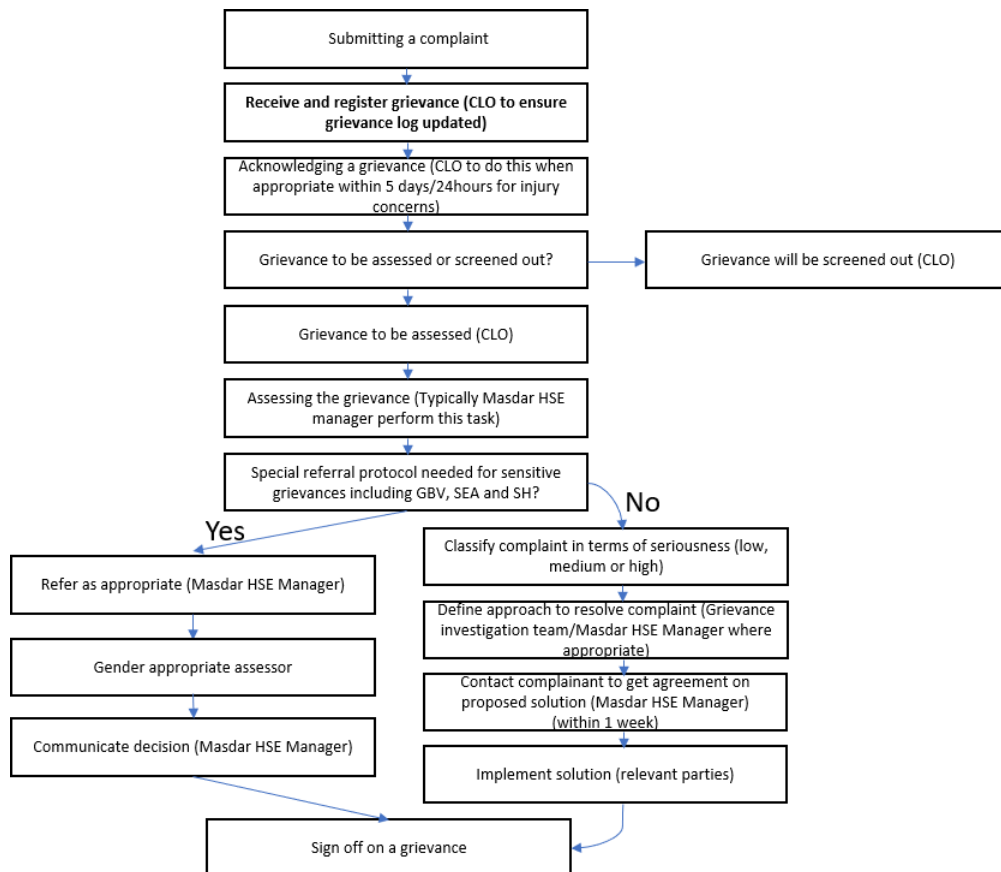 Submitting a complaint
Receive and register grievance (CLO to ensure
grievance log updated)
Acknowledging a grievance (CLO to do this when
appropriate within 5 days/24hours for injury
concerns)
Grievance to be assessed or screened out?
Grievance will be screened out (CLO)
Grievance to be assessed (CLO)
Assessing the grievance (Typically Masdar HSE
manager perform this task)
Special referral protocol needed for sensitive
grievances including GBV, SEA and SH?
Yes
No
Refer as appropriate (Masdar HSE Manager)
Gender appropriate assessor
Communicate decision (Masdar HSE Manager)
Classify complaint in terms of seriousness (low,
medium or high)
Define approach to resolve complaint (Grievance
investigation team/Masdar HSE Manager where
appropriate)
Contact complainant to get agreement on
proposed solution (Masdar HSE Manager)
(within 1 week)
Implement solution (relevant parties)
Sign off on a grievance